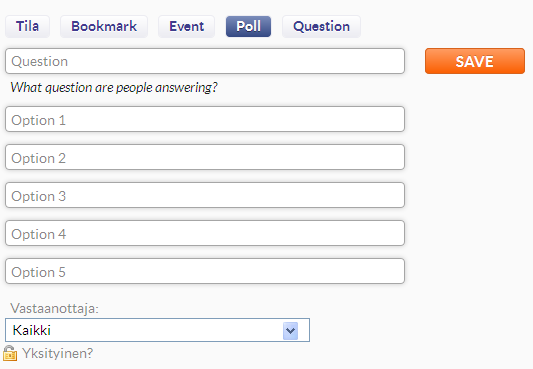 Tila Bookmark Event Poll Question
Question SAVE
What question are people answering?
Option 1
Option 2
Option 3
Option 4
Option 5
Vastaanottaja:
Kaikki
Yksityinen?